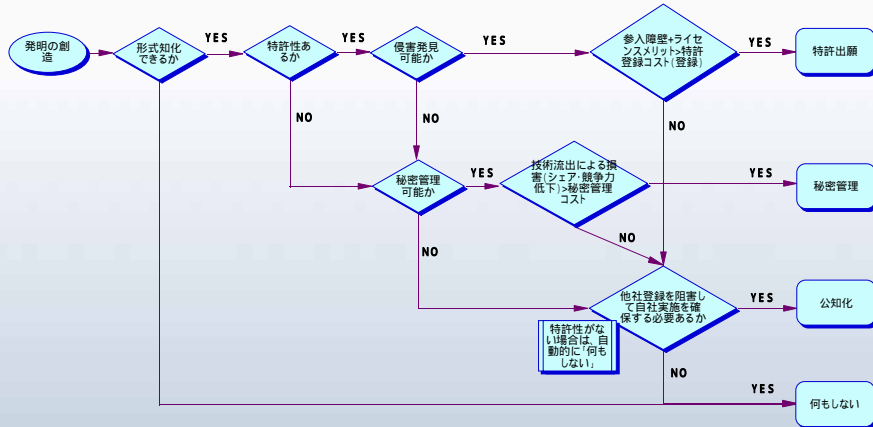 発明の創
造
形式知化
できるか
YES
特許性あ
るか
YES
侵害発見
可能か
YES
参入障壁+ライセ
ンスメリット>特許
登録コスト(登録)
YES
特許出願
NO
NO
NO
秘密管理
可能か
YES
技術流出による損
害(シェア・競争力
低下)>秘密管理
コスト
YES
秘密管理
NO
NO
他社登録を阻害し
て自社実施を確
保する必要あるか
YES
公知化
特許性がな
い場合は、自
動的に「何も
しない」
NO
YES
何もしない